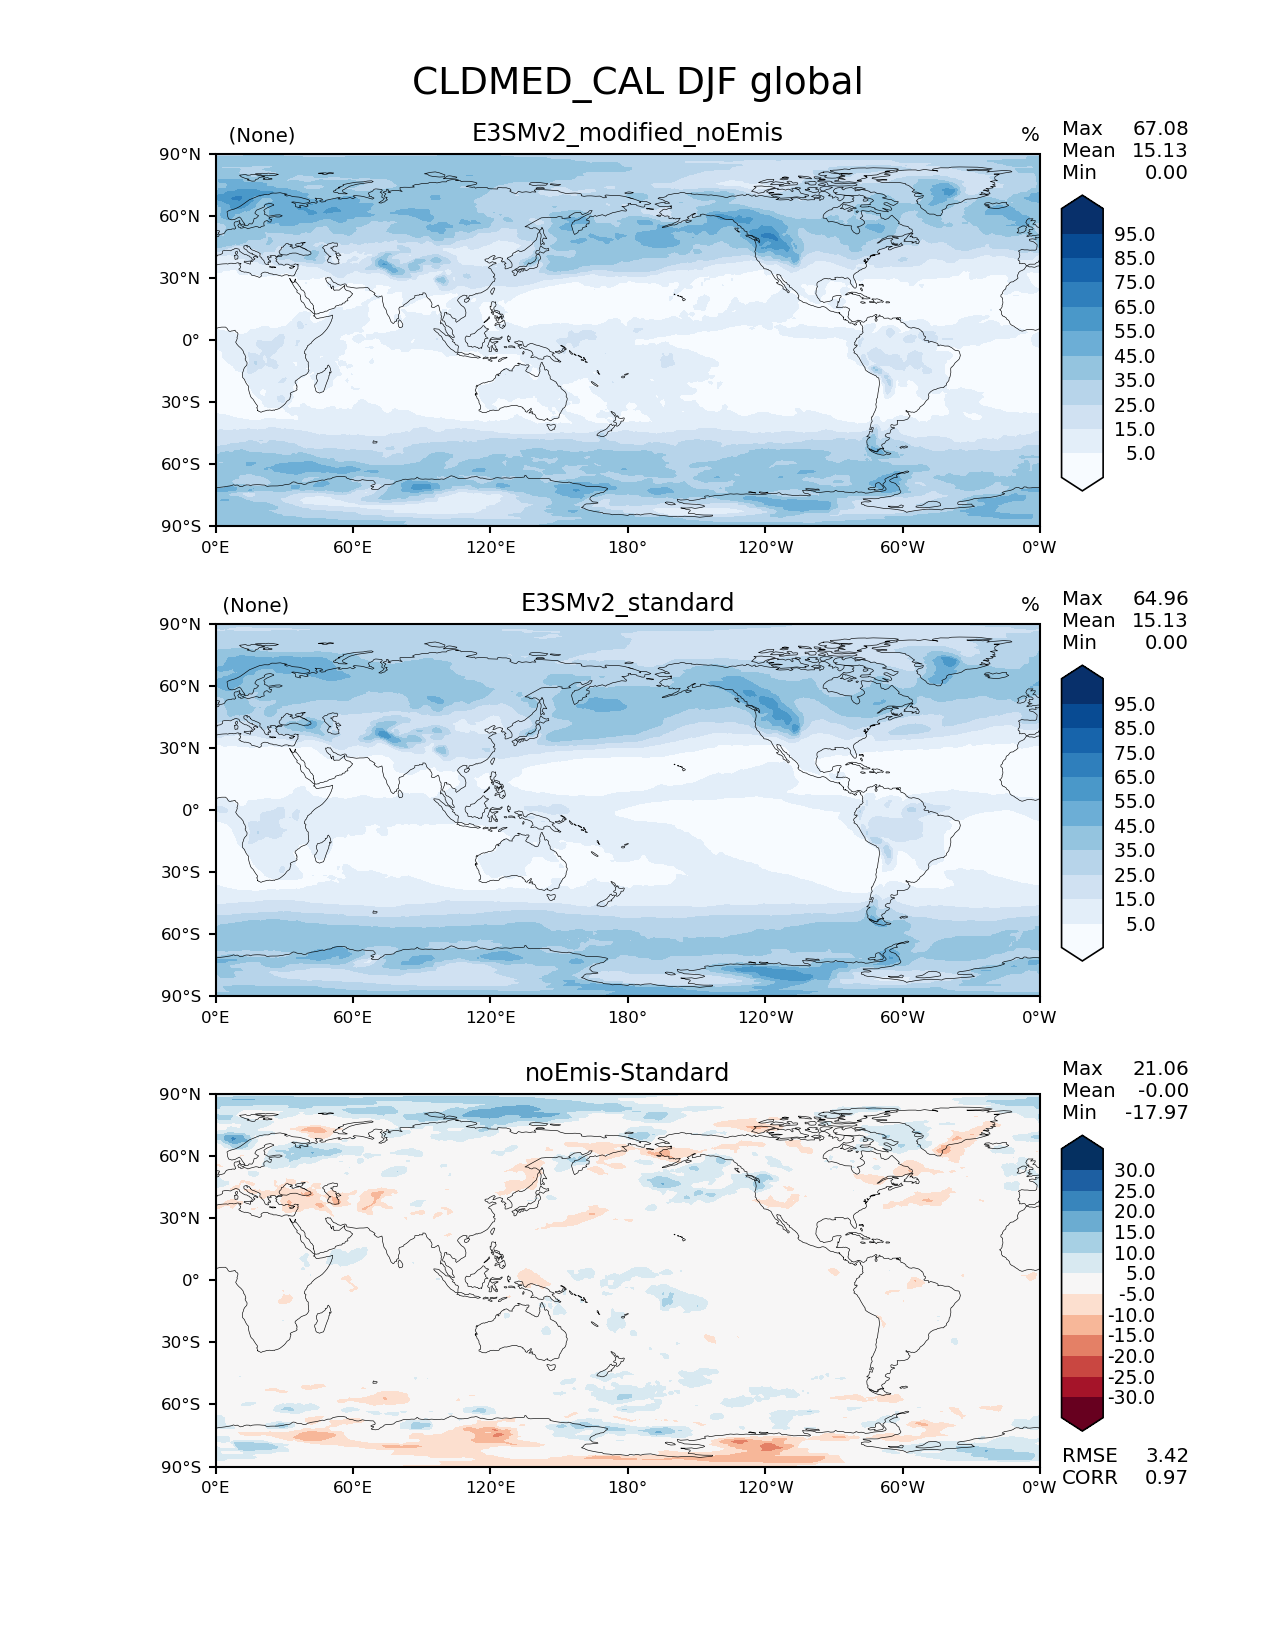 CLDMED_CAL DJF global
(None) E3SMv2_modified_noEmis %
Max 67.08
Mean 15.13
Min 0.00
90°N
60°N
30°N
0°
30°S
60°S
90°S
0°E 60°E 120°E 180° 120°W 60°W 0°W
95.0
85.0
75.0
65.0
55.0
45.0
35.0
25.0
15.0
5.0
(None) E3SMv2_standard %
Max 64.96
Mean 15.13
Min 0.00
90°N
60°N
30°N
0°
30°S
60°S
90°S
0°E 60°E 120°E 180° 120°W 60°W 0°W
95.0
85.0
75.0
65.0
55.0
45.0
35.0
25.0
15.0
5.0
noEmis-Standard
Max 21.06
Mean -0.00
Min -17.97
90°N
60°N
30°N
0°
30°S
60°S
90°S
0°E 60°E 120°E 180° 120°W 60°W 0°W
30.0
25.0
20.0
15.0
10.0
5.0
-5.0
-10.0
-15.0
-20.0
-25.0
-30.0
RMSE 3.42
CORR 0.97